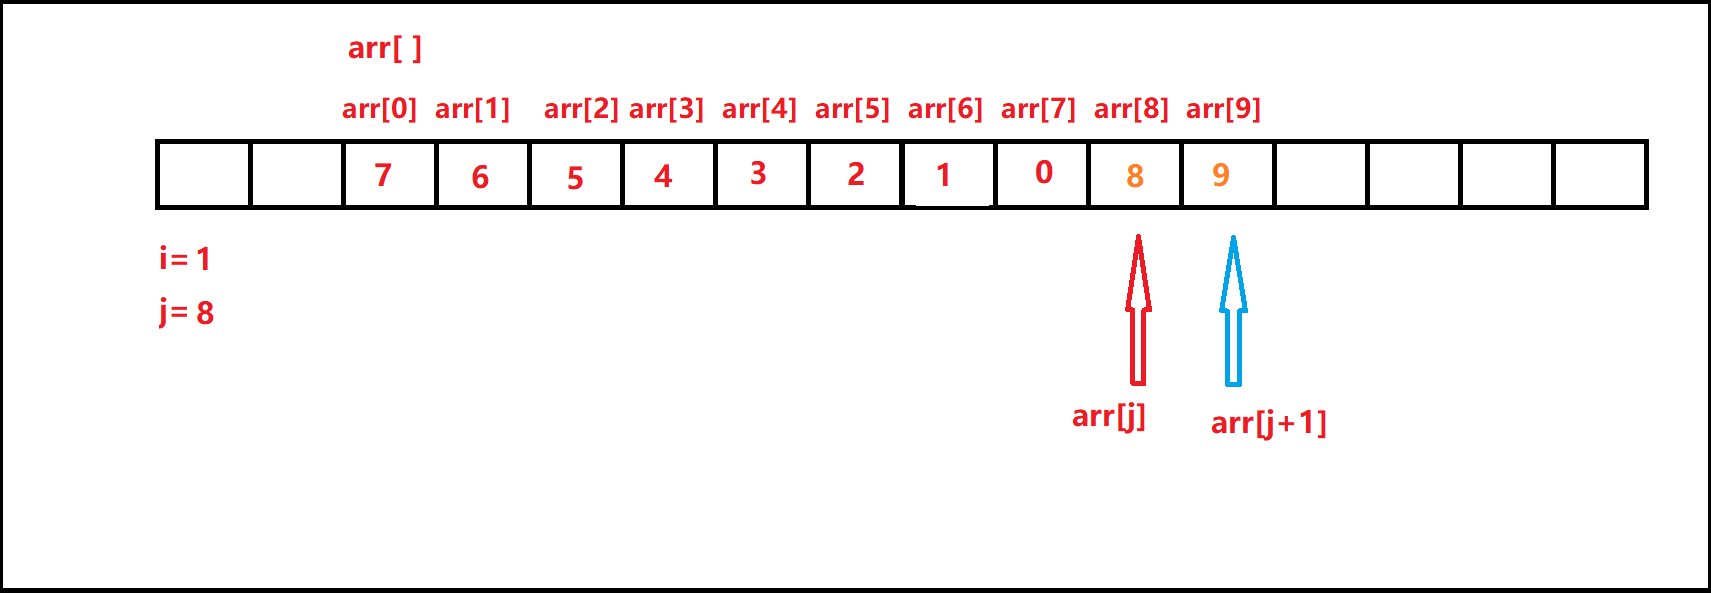 arr[ ]
arr[0] arr[1] arr[2] arr[3] arr[4] arr[5] arr[6] arr[7] arr[8] arr[9]
7 6 5 4 3 2 1 0 8 9
i= 1
j= 8
arr[j] arr[j+1]